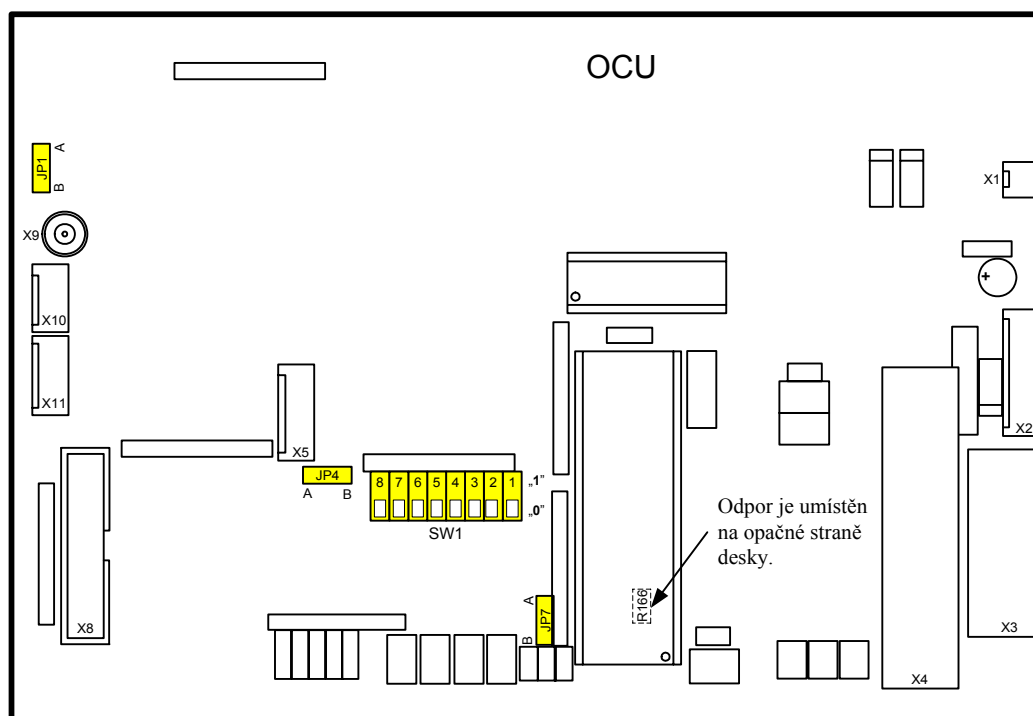 OCU
JP1
A
B
X1
X9
X10
X11
X5
X2
JP4
A B
8 7 6 5 4 3 2 1
„1”
„0”
SW1
Odpor je umístěn
na opačné straně
desky.
R166
A
JP7
B
X8
X3
X4
+